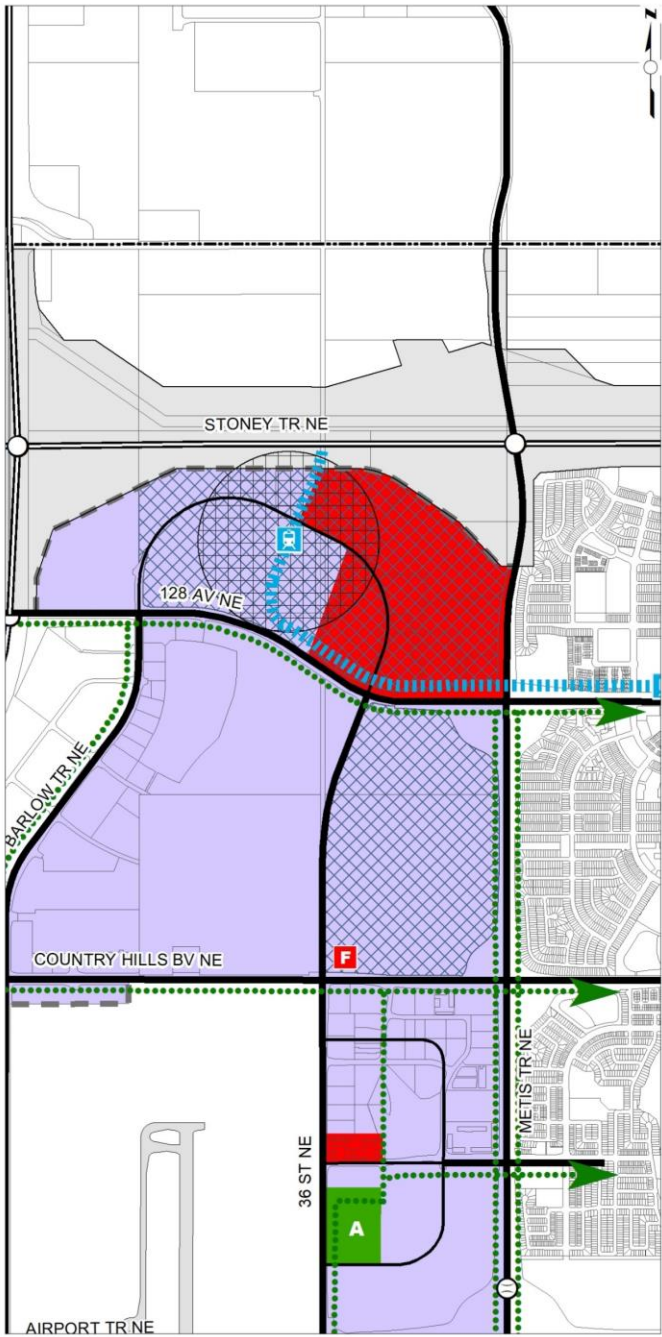 N
STONEY TR NE
128 AV NE
BARLOW TR NE
F
COUNTRY HILLS BV NE
METIS TR NE
36 ST NE
A
AIRPORT TR NE